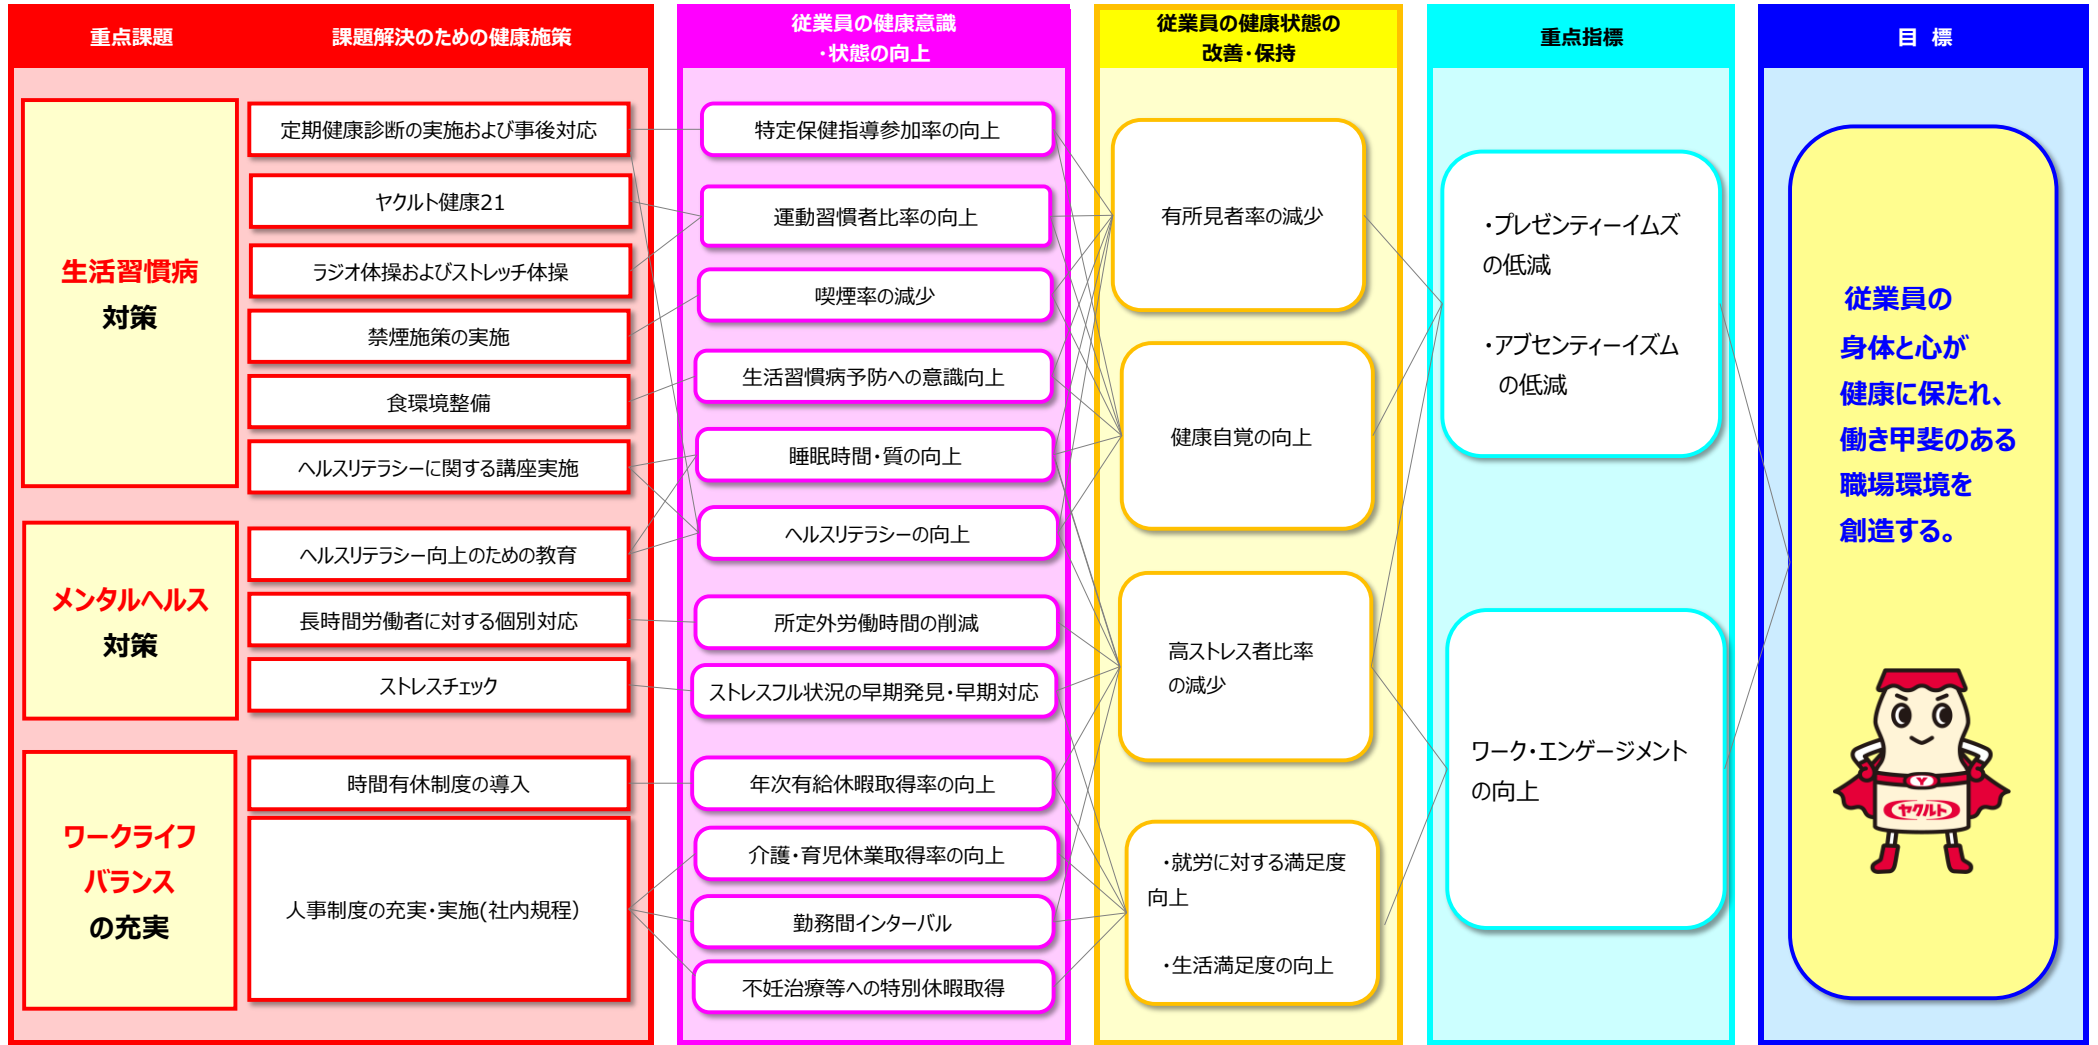 重点課題
課題解決のための健康施策
従業員の健康意識
・状態の向上
従業員の健康状態の
改善・保持
重点指標
目 標
生活習慣病
対策
メンタルヘルス
対策
ワークライフ
バランス
の充実
定期健康診断の実施および事後対応
ヤクルト健康21
ラジオ体操およびストレッチ体操
禁煙施策の実施
食環境整備
ヘルスリテラシーに関する講座実施
ヘルスリテラシー向上のための教育
長時間労働者に対する個別対応
ストレスチェック
時間有休制度の導入
人事制度の充実・実施(社内規程)
特定保健指導参加率の向上
運動習慣者比率の向上
喫煙率の減少
生活習慣病予防への意識向上
睡眠時間・質の向上
ヘルスリテラシーの向上
所定外労働時間の削減
ストレスフル状況の早期発見・早期対応
年次有給休暇取得率の向上
介護・育児休業取得率の向上
勤務間インターバル
不妊治療等への特別休暇取得
有所見者率の減少
健康自覚の向上
高ストレス者比率
の減少
・就労に対する満足度
向上
・生活満足度の向上
・プレゼンティーイムズ
の低減
・アブセンティーイズム
の低減
ワーク・エンゲージメント
の向上
従業員の
身体と心が
健康に保たれ、
働き甲斐のある
職場環境を
創造する。
Y
ヤクルト